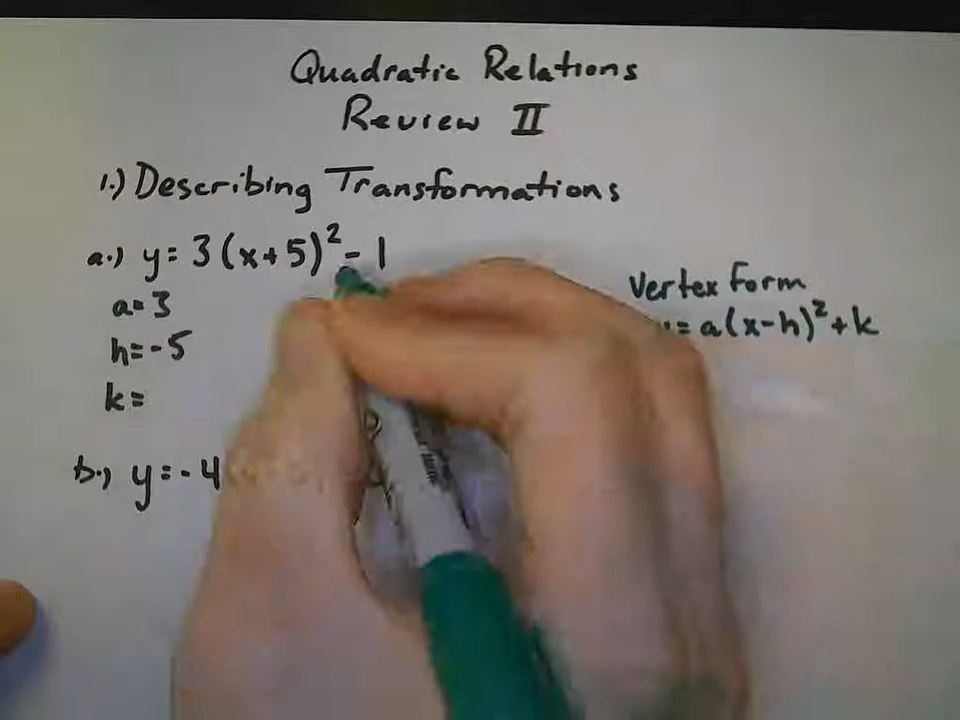 Quadratic Relations
Review II
1.) Describing Transformations
a.) y = 3(x+5)² - 1
a = 3
h = -5
k =
Vertex form
= a(x-h)² + k
b.) y = -4